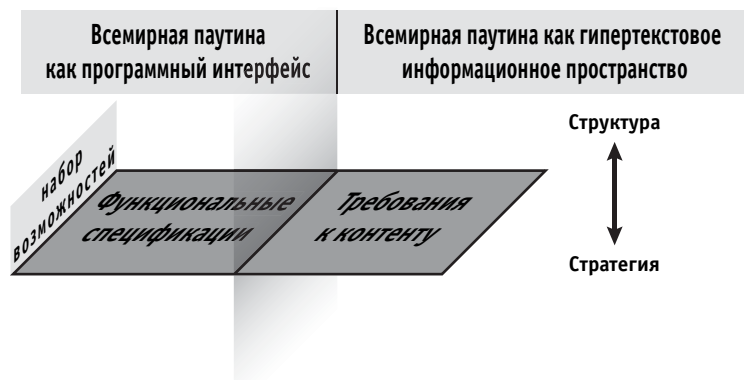 Всемирная паутина
как программный интерфейс
Всемирная паутина как гипертекстовое
информационное пространство
Структура
набор
возможностей
Функциональные
спецификации
Требования
к контенту
Стратегия